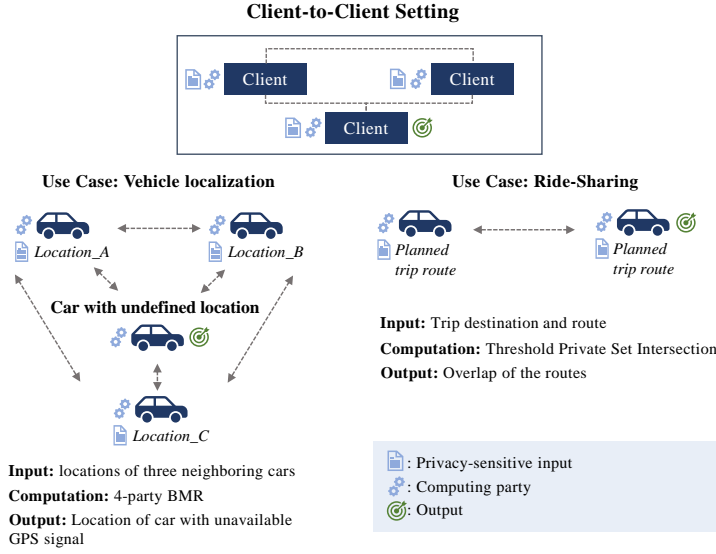 Client-to-Client Setting
Client
Client
Client
Use Case: Vehicle localization
Location_A
Location_B
Car with undefined location
Location_C
Input: locations of three neighboring cars
Computation: 4-party BMR
Output: Location of car with unavailable
GPS signal
Use Case: Ride-Sharing
Planned
trip route
Planned
trip route
Input: Trip destination and route
Computation: Threshold Private Set Intersection
Output: Overlap of the routes
: Privacy-sensitive input
: Computing party
: Output